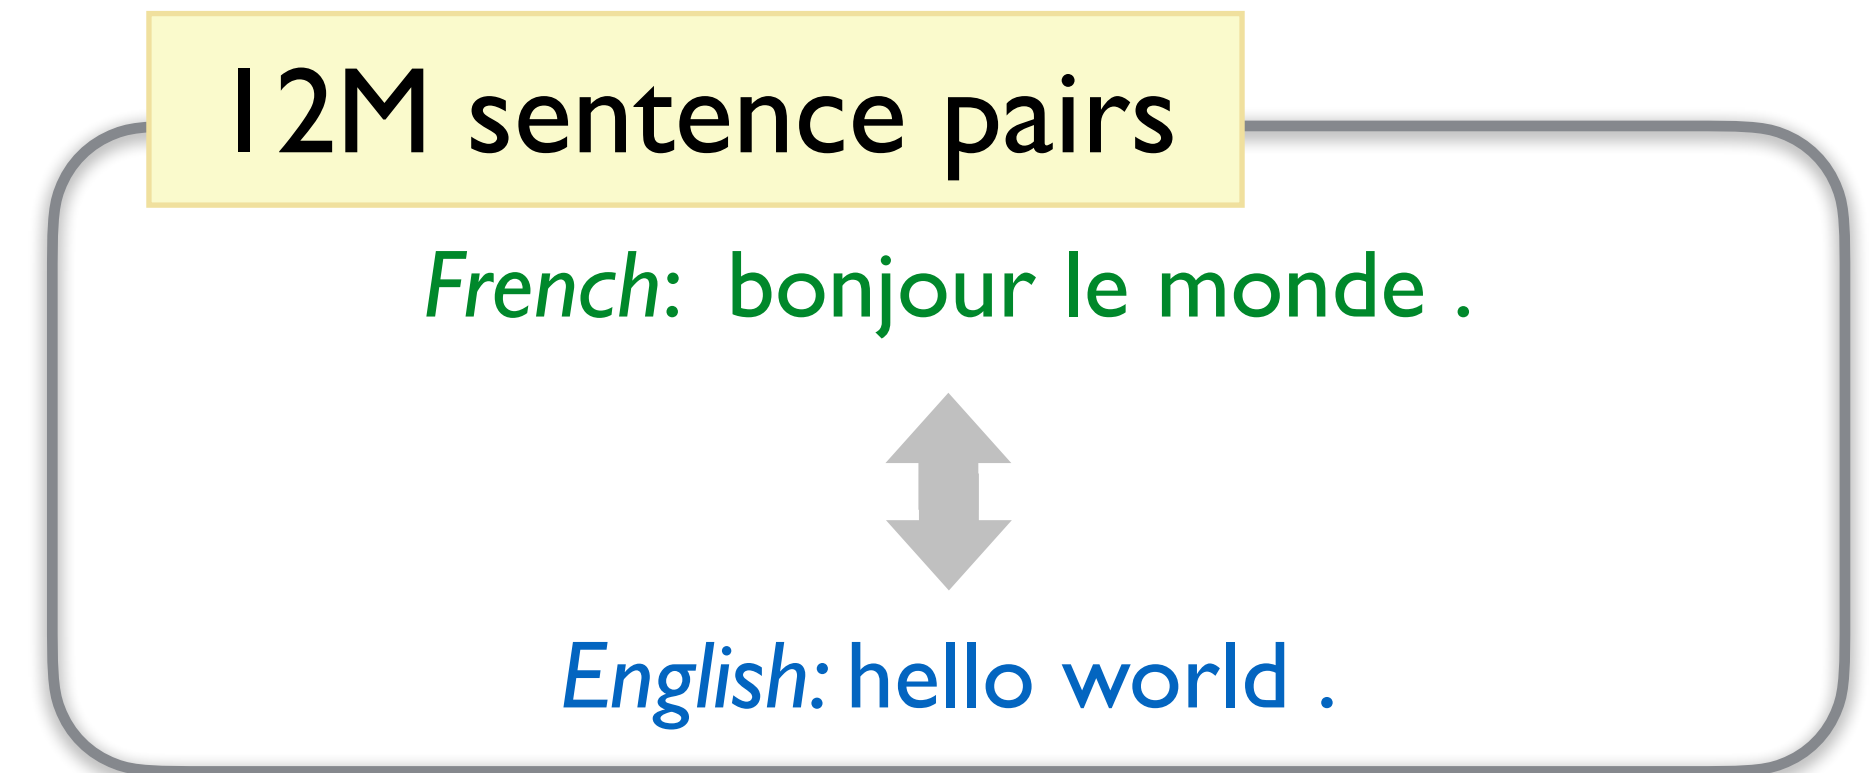 12M sentence pairs
French: bonjour le monde .
English: hello world .